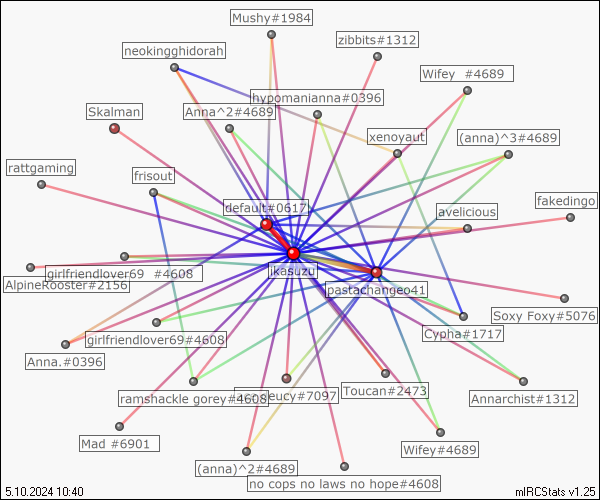 Mushy#1984
zibbits#1312
neokingghidorah
Wifey  #4689
hypomanianna#0396
Skalman
Anna^2#4689
xenoyaut
(anna)^3#4689
rattgaming
frisout
default#0617
avelicious
fakedingo
jkasuzu
girlfriendlover69  #4608
AlpineRooster#2156
pastachangeo41
Soxy Foxy#5076
Cypha#1717
girlfriendlover69#4608
Anna.#0396
Toucan#2473
ramshackle gorey#4608
eucy#7097
Annarchist#1312
Mad #6901
Wifey#4689
(anna)^2#4689
no cops no laws no hope#4608
5.10.2024 10:40
mIRCStats v1.25